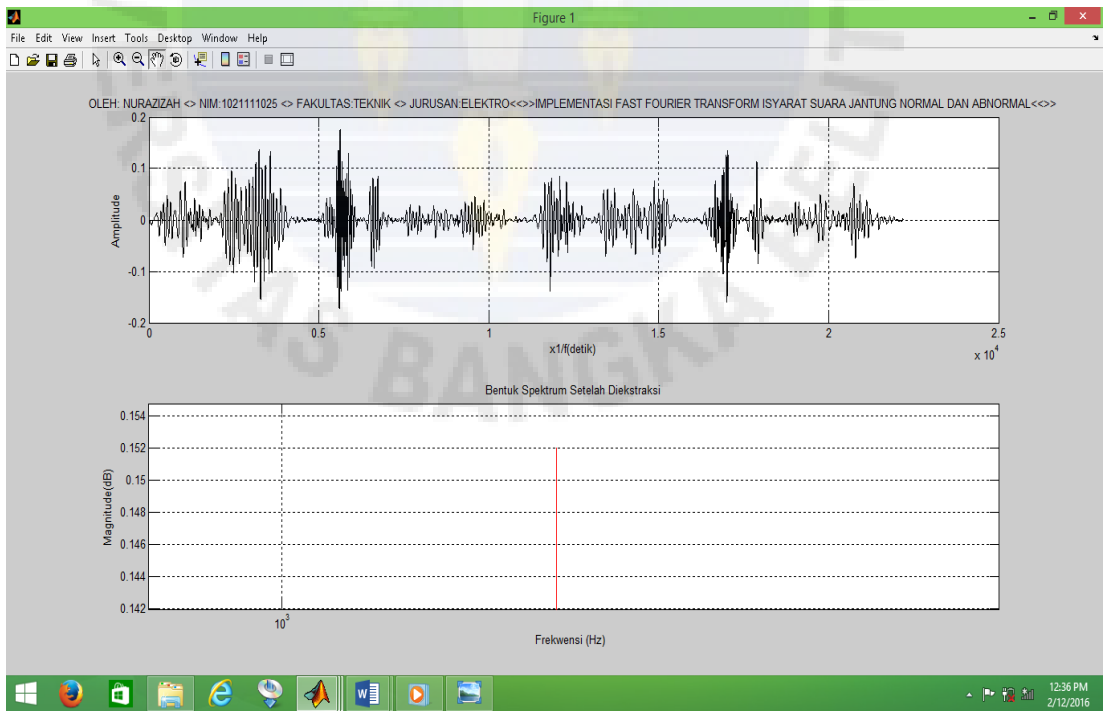 Figure 1
File Edit View Insert Tools Desktop Window Help
OLEH: NURAZIZAH <> NIM:1021111025 <> FAKULTAS:TEKNIK <> JURUSAN:ELEKTRO<<>>IMPLEMENTASI FAST FOURIER TRANSFORM ISYARAT SUARA JANTUNG NORMAL DAN ABNORMAL<<>>
0.2
0.1
0
-0.1
-0.2
Amplitude
0 0.5 1 1.5 2 2.5
x1/f(detik)
x 10^4
Bentuk Spektrum Setelah Diekstraksi
0.154
0.152
0.15
0.148
0.146
0.144
0.142
Magnitude(dB)
10^3
Frekwensi (Hz)
BANGKA BELIT
12:36 PM
2/12/2016